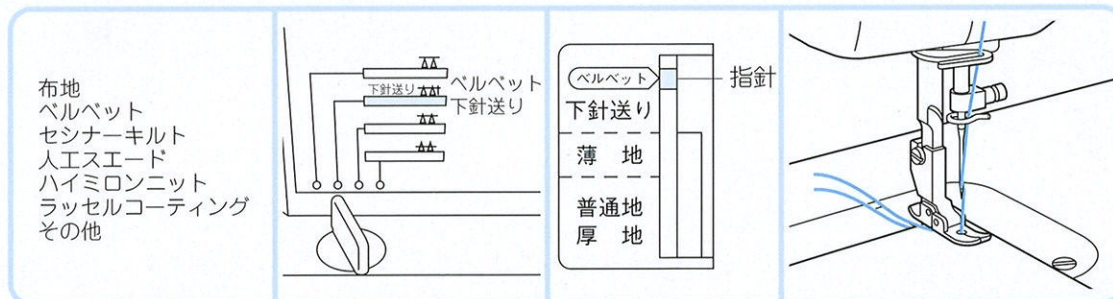 布地
ベルベット
セシナーキルト
人工スエード
ハイミロンニット
ラッセルコーティング
その他
下針送り
ベルベット
下針送り
ベルベット
指針
下針送り
薄 地
普通地
厚 地